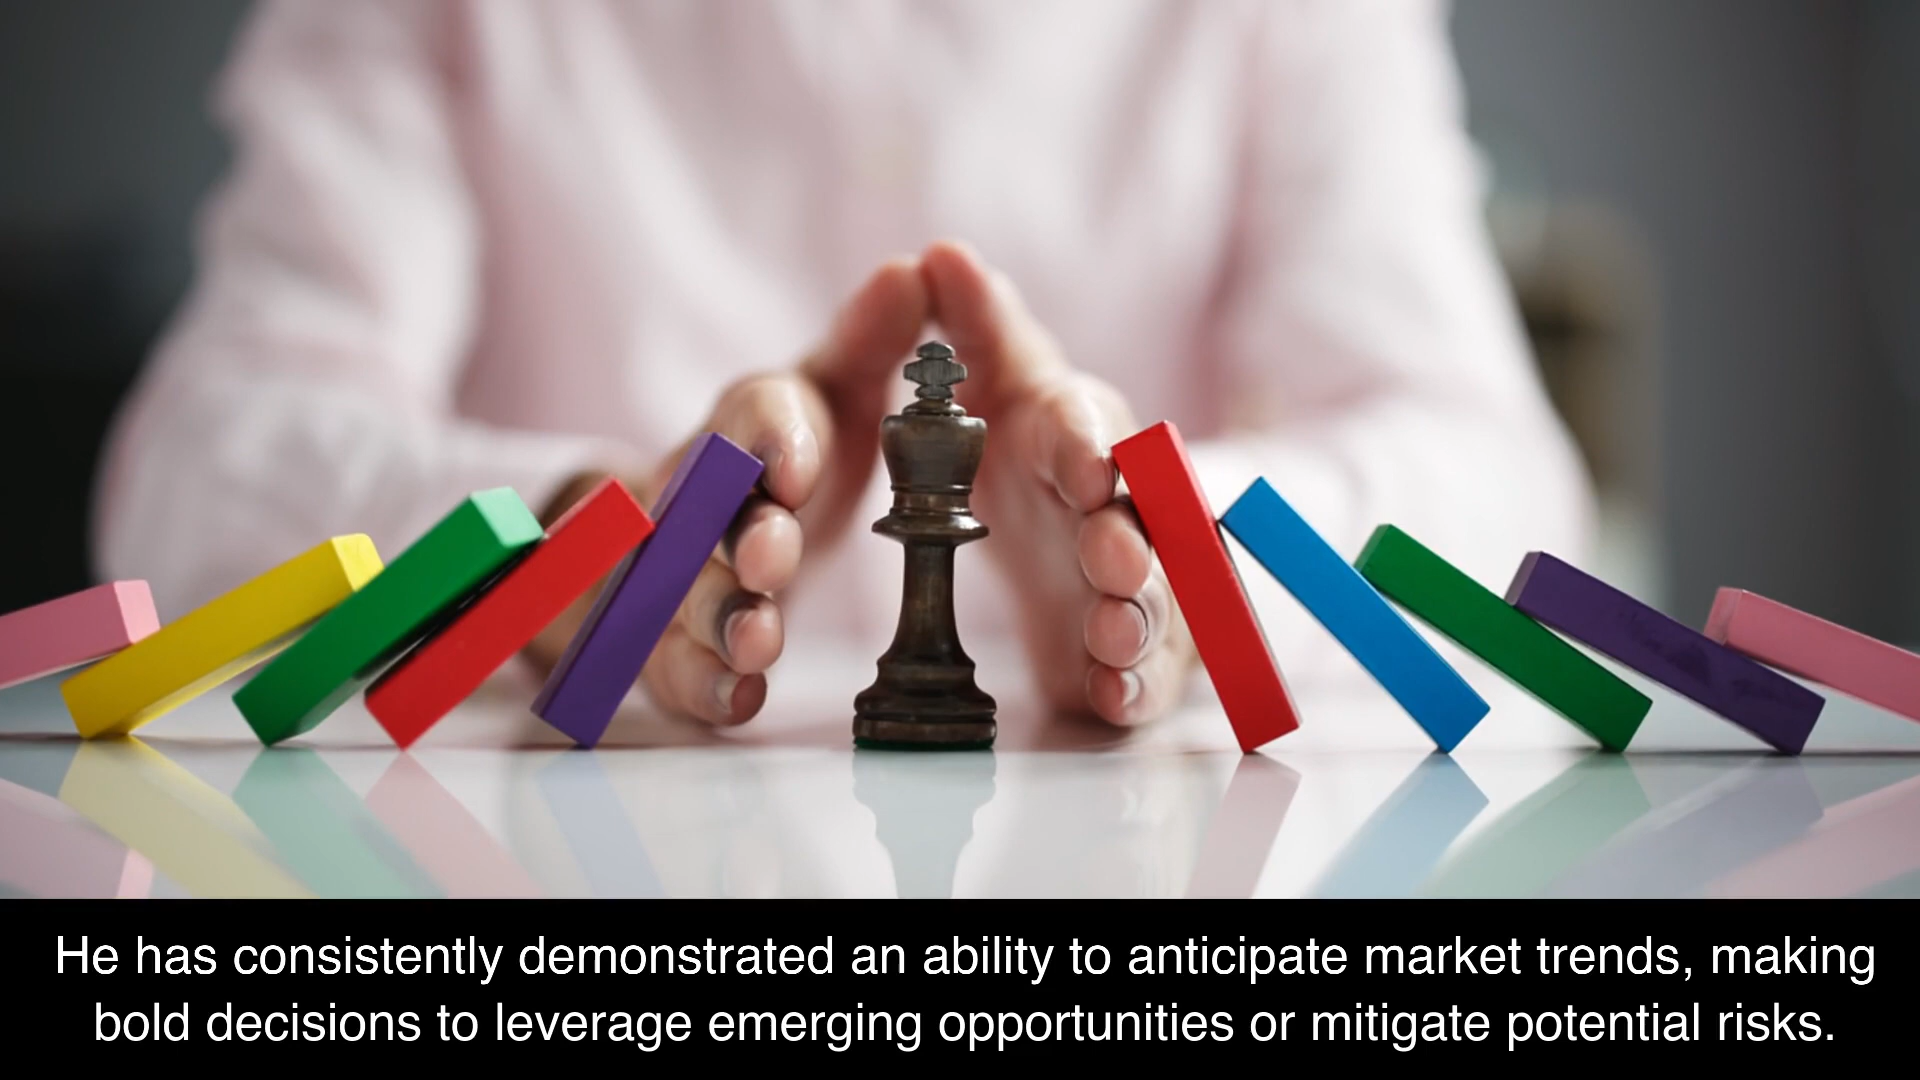 He has consistently demonstrated an ability to anticipate market trends, making
bold decisions to leverage emerging opportunities or mitigate potential risks.